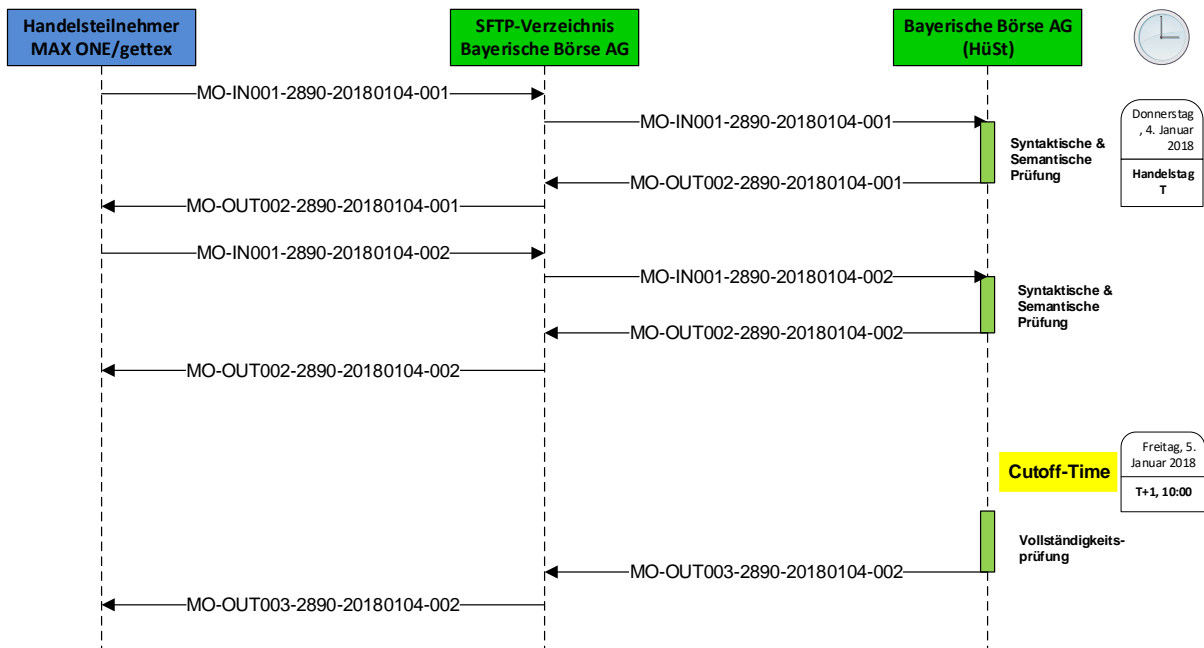 Handelsteilnehmer
MAX ONE/gettex
SFTP-Verzeichnis
Bayerische Börse AG
Bayerische Börse AG
(HüSt)
MO-IN001-2890-20180104-001
MO-IN001-2890-20180104-001
Donnerstag
, 4. Januar
2018
Handelstag
T
Syntaktische &
Semantische
Prüfung
MO-OUT002-2890-20180104-001
MO-OUT002-2890-20180104-001
MO-IN001-2890-20180104-002
MO-IN001-2890-20180104-002
Syntaktische &
Semantische
Prüfung
MO-OUT002-2890-20180104-002
MO-OUT002-2890-20180104-002
Cutoff-Time
Freitag, 5.
Januar 2018
T+1, 10:00
Vollständigkeits-
prüfung
MO-OUT003-2890-20180104-002
MO-OUT003-2890-20180104-002